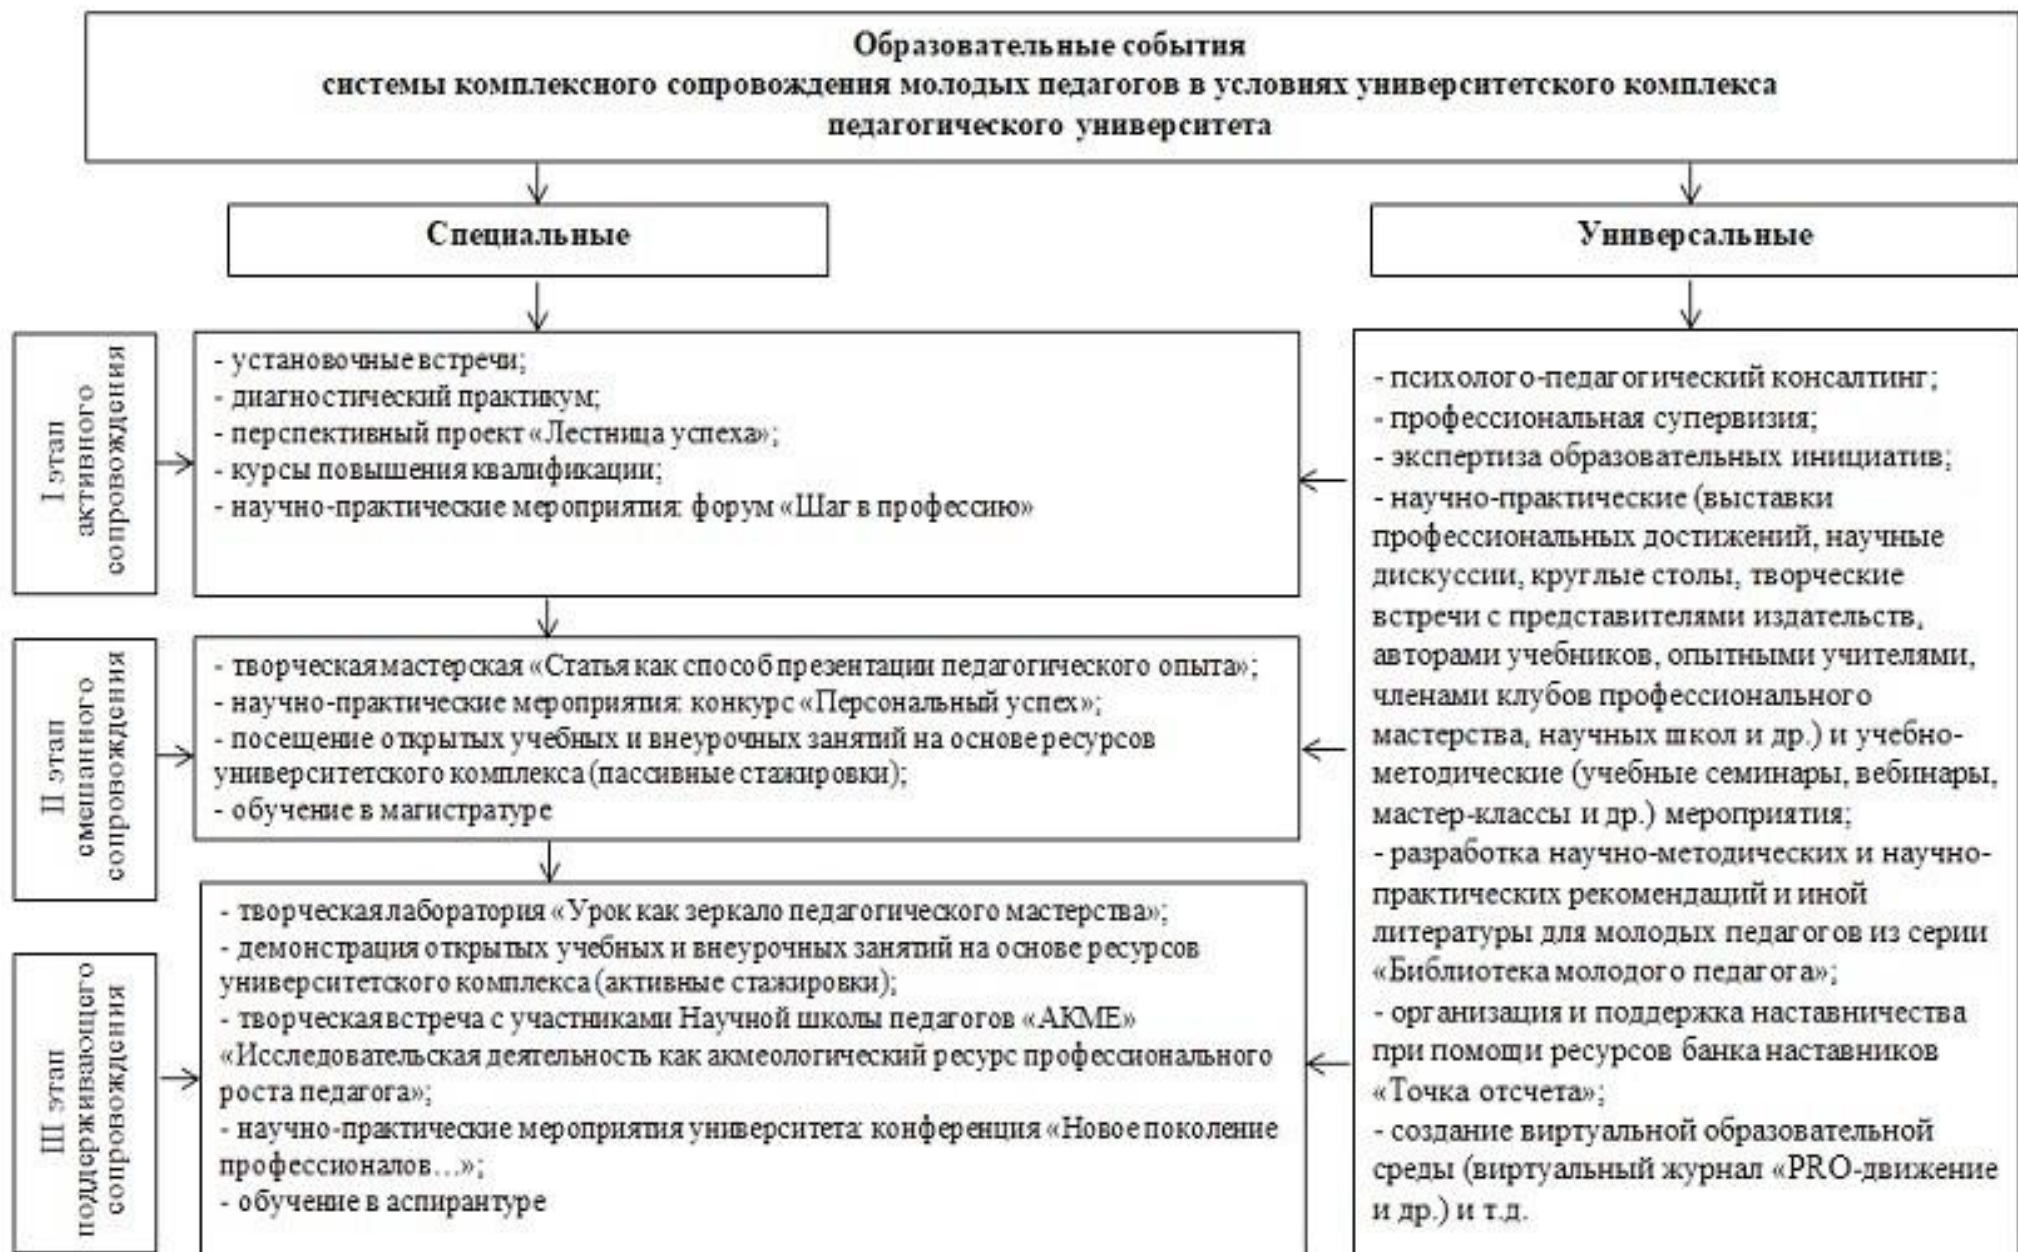 Образовательные события
системы комплексного сопровождения молодых педагогов в условиях университетского комплекса
педагогического университета
Специальные
Универсальные
I этап
активного
сопровождения
- установочные встречи;
- диагностический практикум;
- перспективный проект «Лестница успеха»;
- курсы повышения квалификации;
- научно-практические мероприятия: форум «Шаг в профессию»
II этап
смешанного
сопровождения
- творческая мастерская «Статья как способ презентации педагогического опыта»;
- научно-практические мероприятия: конкурс «Персональный успех»;
- посещение открытых учебных и внеурочных занятий на основе ресурсов
университетского комплекса (пассивные стажировки);
- обучение в магистратуре
III этап
поддерживающего
сопровождения
- творческая лаборатория «Урок как зеркало педагогического мастерства»;
- демонстрация открытых учебных и внеурочных занятий на основе ресурсов
университетского комплекса (активные стажировки);
- творческая встреча с участниками Научной школы педагогов «АКМЕ»
«Исследовательская деятельность как акмеологический ресурс профессионального
роста педагога»;
- научно-практические мероприятия университета: конференция «Новое поколение
профессионалов…»;
- обучение в аспирантуре
- психолого-педагогический консалтинг;
- профессиональная супервизия;
- экспертиза образовательных инициатив;
- научно-практические (выставки
профессиональных достижений, научные
дискуссии, круглые столы, творческие
встречи с представителями издательств,
авторами учебников, опытными учителями,
членами клубов профессионального
мастерства, научных школ и др.) и учебно-
методические (учебные семинары, вебинары,
мастер-классы и др.) мероприятия;
- разработка научно-методических и научно-
практических рекомендаций и иной
литературы для молодых педагогов из серии
«Библиотека молодого педагога»;
- организация и поддержка наставничества
при помощи ресурсов банка наставников
«Точка отсчета»;
- создание виртуальной образовательной
среды (виртуальный журнал «PRO-движение
и др.) и т.д.